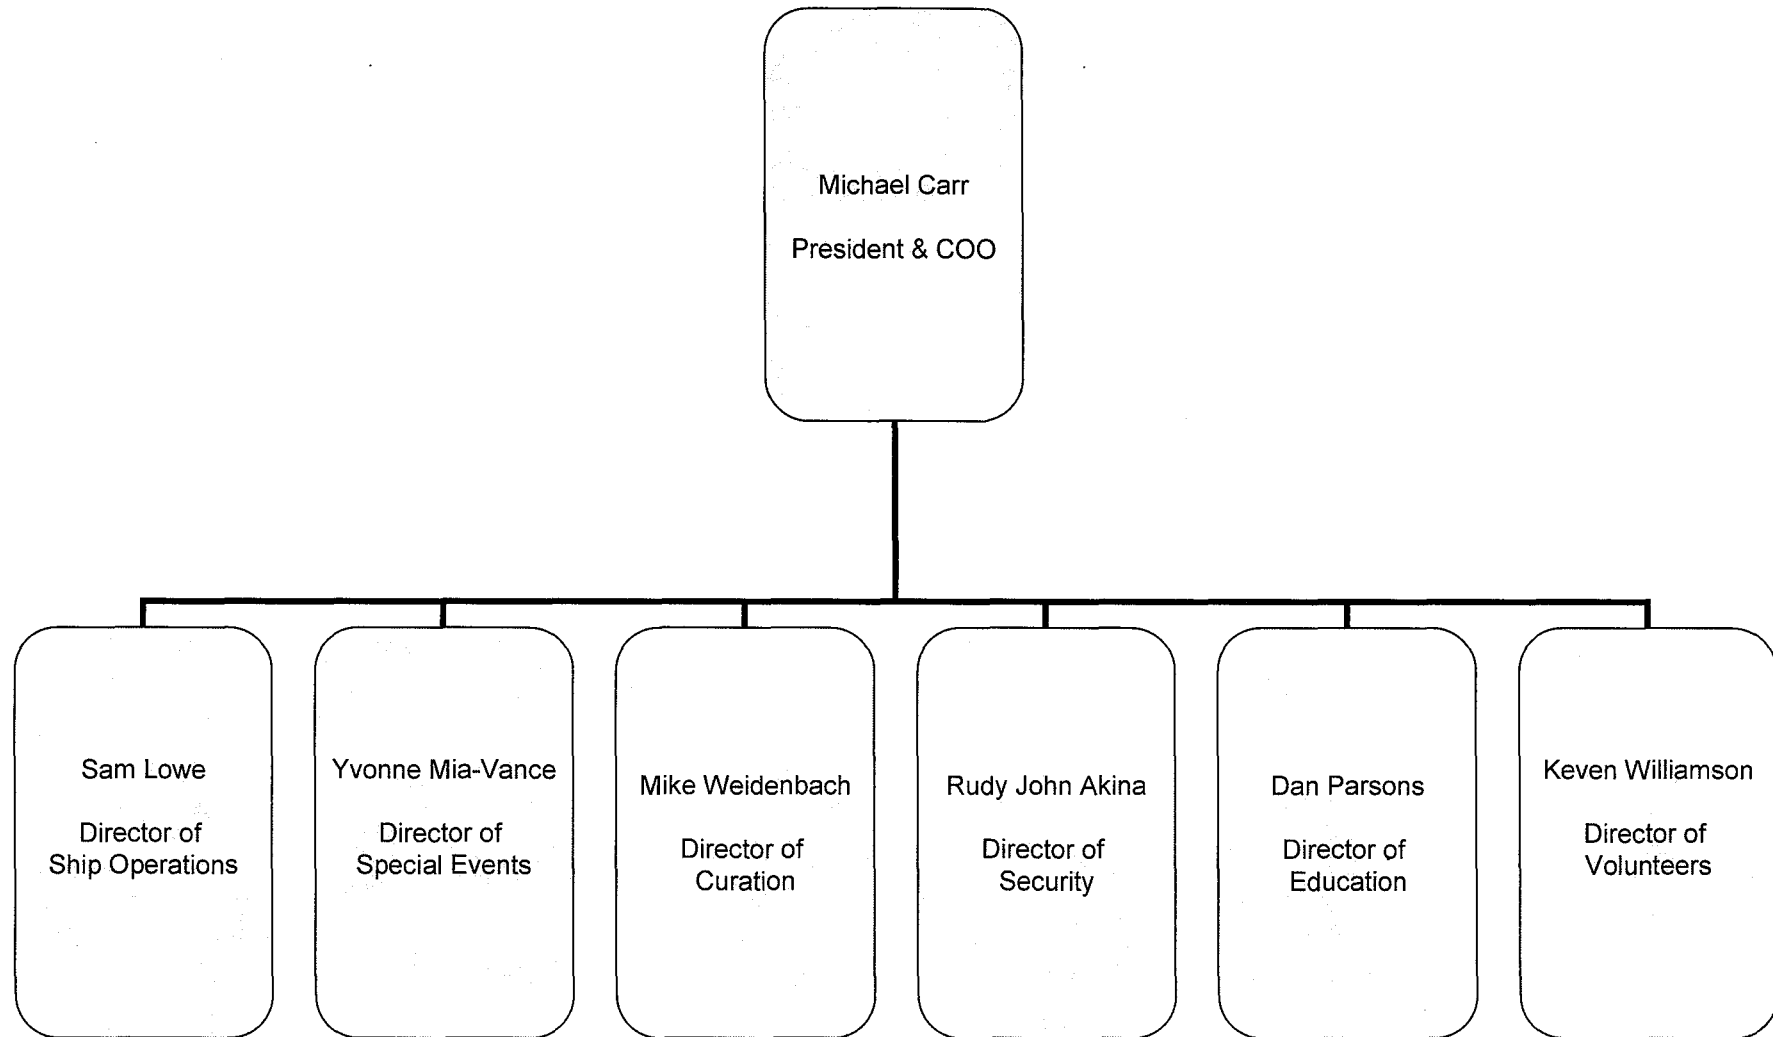 Michael Carr
President & COO
Sam Lowe
Director of
Ship Operations
Yvonne Mia-Vance
Director of
Special Events
Mike Weidenbach
Director of
Curation
Rudy John Akina
Director of
Security
Dan Parsons
Director of
Education
Keven Williamson
Director of
Volunteers